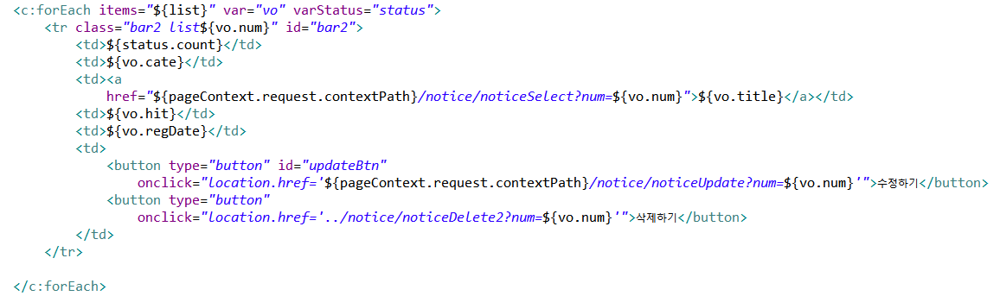 <c:forEach items="${list}" var="vo" varStatus="status">
<tr class="bar2 list${vo.num}" id="bar2">
<td>${status.count}</td>
<td>${vo.cate}</td>
<td><a
href="${pageContext.request.contextPath}/notice/noticeSelect?num=${vo.num}">${vo.title}</a></td>
<td>${vo.hit}</td>
<td>${vo.regDate}</td>
<td>
<button type="button" id="updateBtn"
onclick="location.href='${pageContext.request.contextPath}/notice/noticeUpdate?num=${vo.num}'">수정하기</button>
<button type="button"
onclick="location.href='../notice/noticeDelete2?num=${vo.num}'">삭제하기</button>
</td>
</tr>
</c:forEach>